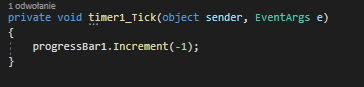 1 odwołanie
private void timer1_Tick(object sender, EventArgs e)
{
progressBar1.Increment(-1);
}